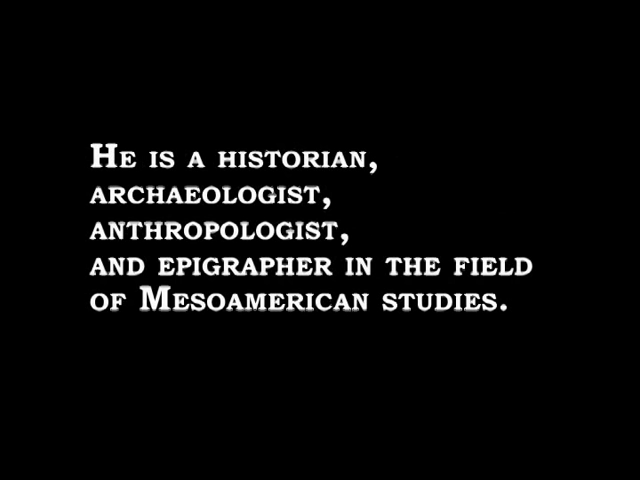 He is a historian,
archaeologist,
anthropologist,
and epigrapher in the field
of Mesoamerican studies.